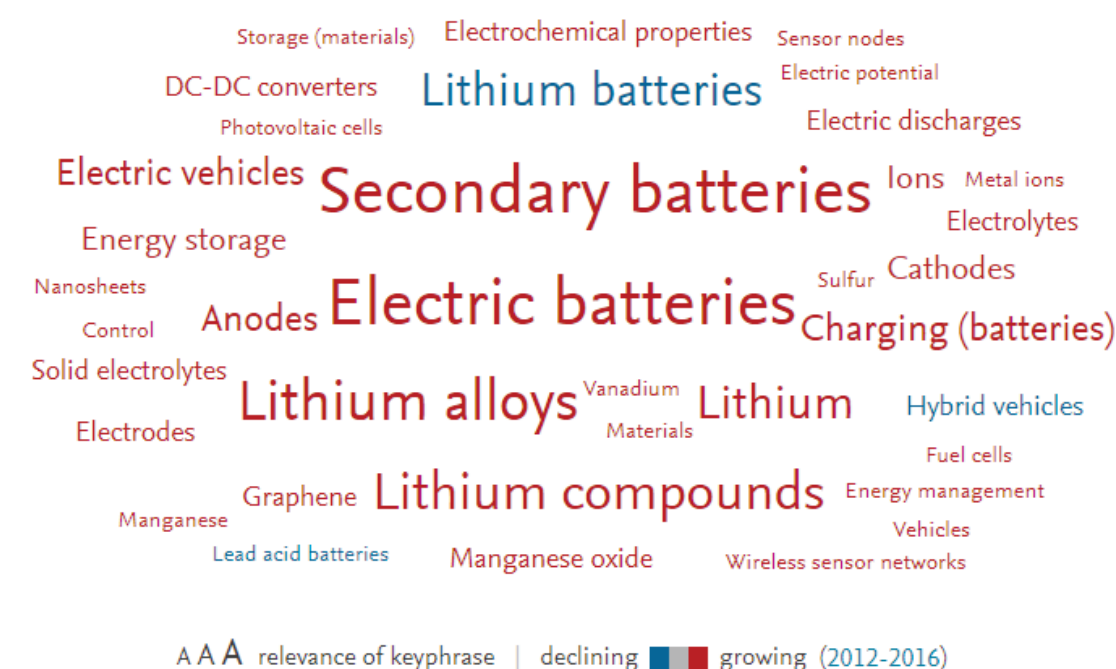 Storage (materials) Electrochemical properties Sensor nodes
DC-DC converters Lithium batteries Electric potential
Photovoltaic cells Electric discharges
Electric vehicles Secondary batteries Ions Metal ions
Electrolytes
Energy storage
Nanosheets Anodes Electric batteries Sulfur Cathodes
Control Charging (batteries)
Solid electrolytes Lithium alloys Vanadium Lithium Hybrid vehicles
Electrodes Materials
Fuel cells
Graphene Lithium compounds Energy management
Manganese Vehicles
Lead acid batteries Manganese oxide Wireless sensor networks
A A A relevance of keyphrase | declining growing (2012-2016)